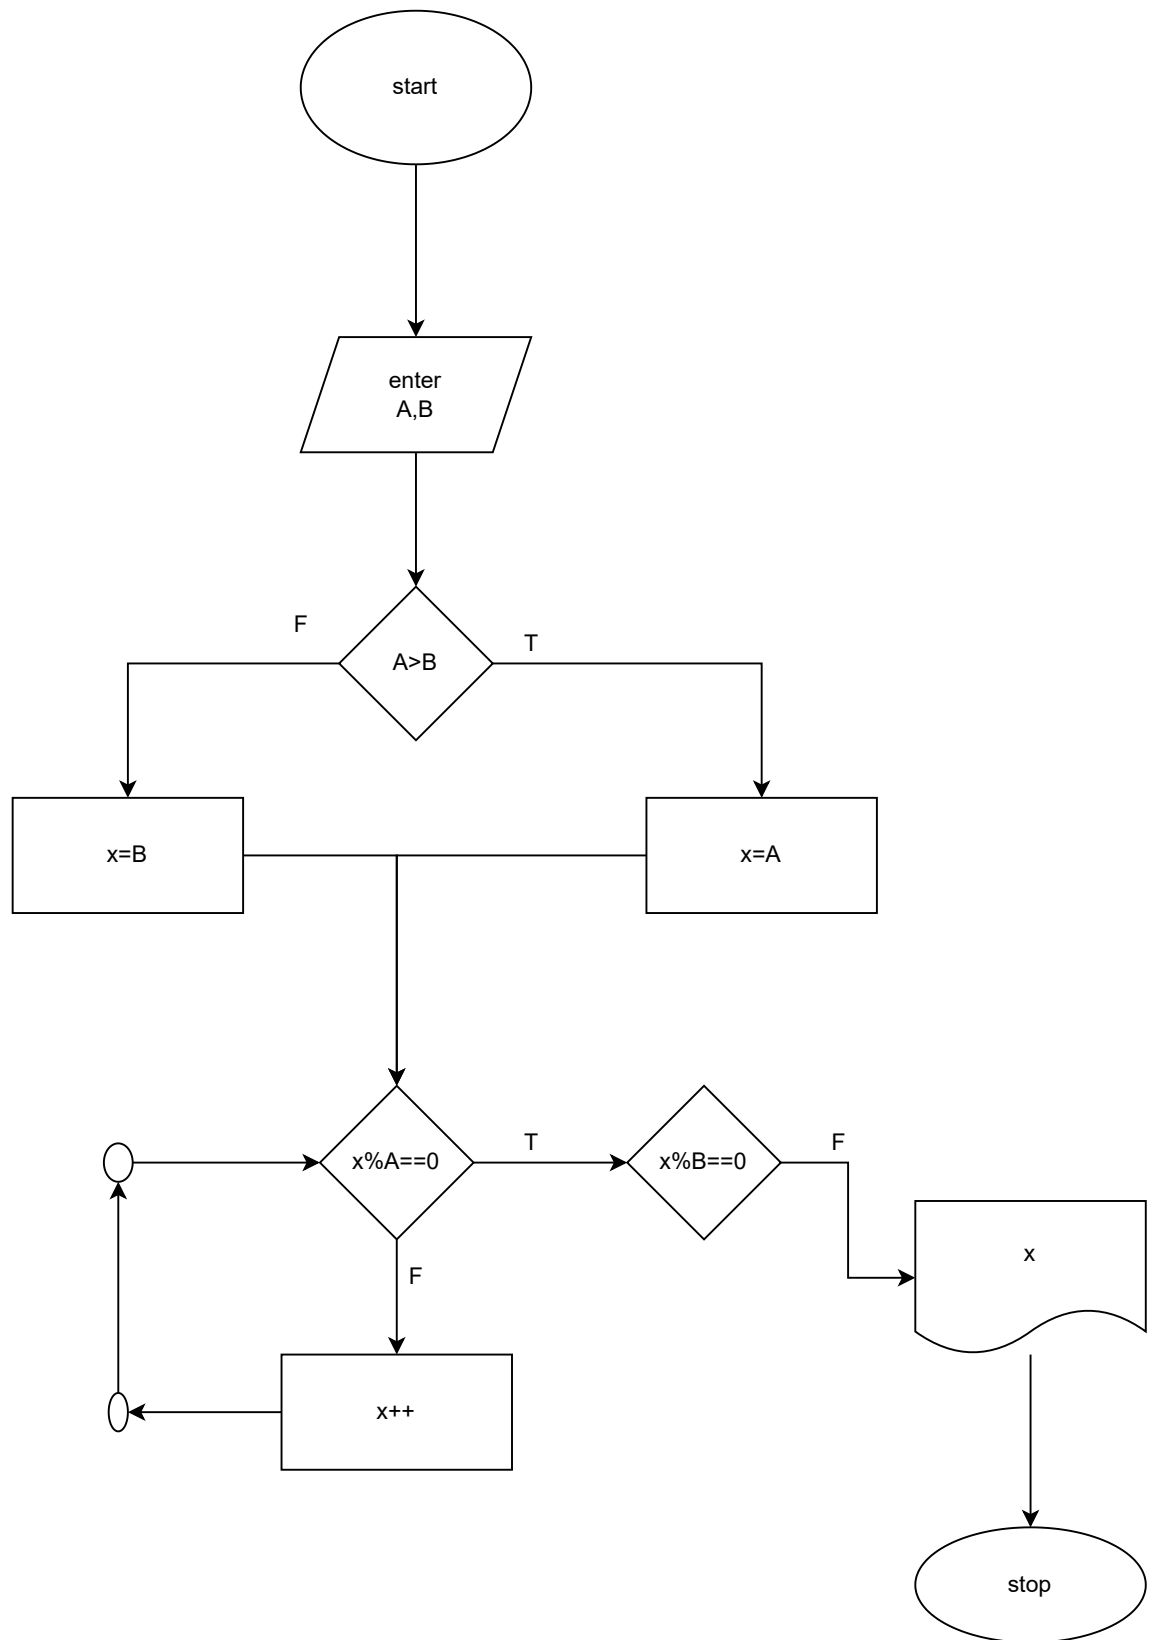 start
enter
A,B
F
T
A>B
x=B
x=A
x%A==0
T
x%B==0
F
F
x
x++
stop